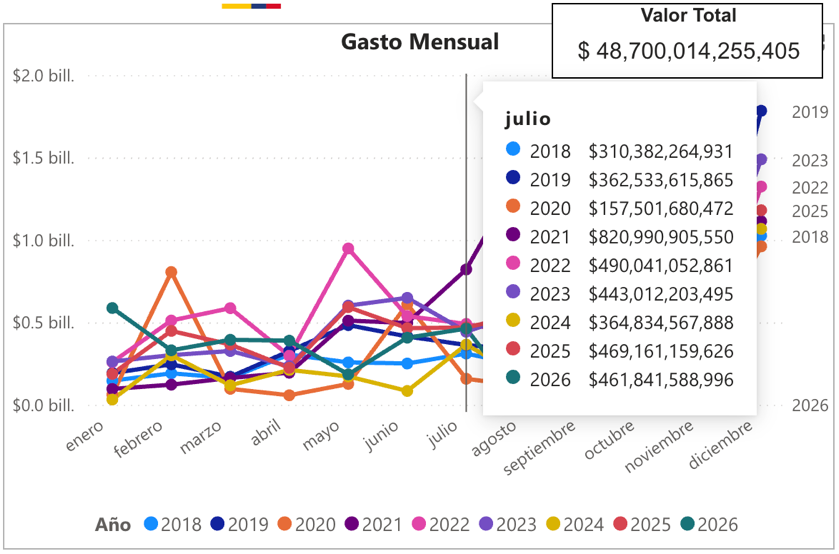 Valor Total
$ 48,700,014,255,405
Gasto Mensual
$2.0 bill.
$1.5 bill.
$1.0 bill.
$0.5 bill.
$0.0 bill.
julio
2018 $310,382,264,931
2019 $362,533,615,865
2020 $157,501,680,472
2021 $820,990,905,550
2022 $490,041,052,861
2023 $443,012,203,495
2024 $364,834,567,888
2025 $469,161,159,626
2026 $461,841,588,996
2019
2023
2022
2025
2018
2026
enero
febrero
marzo
abril
mayo
junio
julio
agosto
septiembre
octubre
noviembre
diciembre
Año 2018 2019 2020 2021 2022 2023 2024 2025 2026